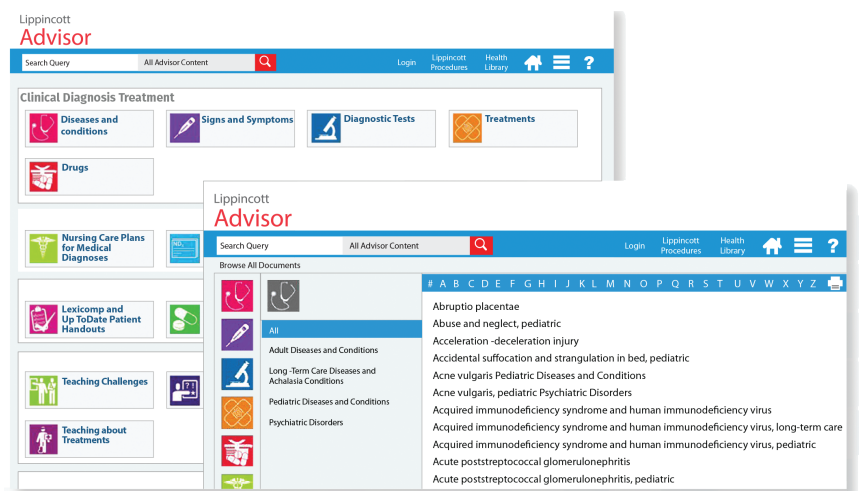 Lippincott
Advisor
Search Query
All Advisor Content
Login
Lippincott
Procedures
Health
Library
?
Clinical Diagnosis Treatment
Diseases and
conditions
Signs and Symptoms
Diagnostic Tests
Treatments
Drugs
Nursing Care Plans
for Medical
Diagnoses
Lexicomp and
Up ToDate Patient
Handouts
Teaching Challenges
Teaching about
Treatments
Lippincott
Advisor
Search Query
All Advisor Content
Login
Lippincott
Procedures
Health
Library
?
Browse All Documents
# A B C D E F G H I J K L M N O P Q R S T U V W X Y Z
All
Adult Diseases and Conditions
Long -Term Care Diseases and
Achalasia Conditions
Pediatric Diseases and Conditions
Psychiatric Disorders
Abruptio placentae
Abuse and neglect, pediatric
Acceleration -deceleration injury
Accidental suffocation and strangulation in bed, pediatric
Acne vulgaris Pediatric Diseases and Conditions
Acne vulgaris, pediatric Psychiatric Disorders
Acquired immunodeficiency syndrome and human immunodeficiency virus
Acquired immunodeficiency syndrome and human immunodeficiency virus, long-term care
Acquired immunodeficiency syndrome and human immunodeficiency virus, pediatric
Acute poststreptococcal glomerulonephritis
Acute poststreptococcal glomerulonephritis, pediatric